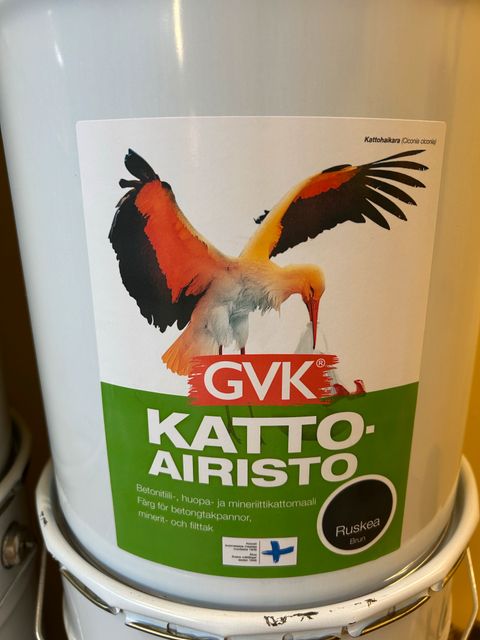 Kattohaikara (Ciconia ciconia)
GVK®
KATTO-
AIRISTO
Betonitiili-, huopa- ja mineriittikattomaali
Färg för betongtakpannor,
minerit- och filttak
Ruskea
Brun